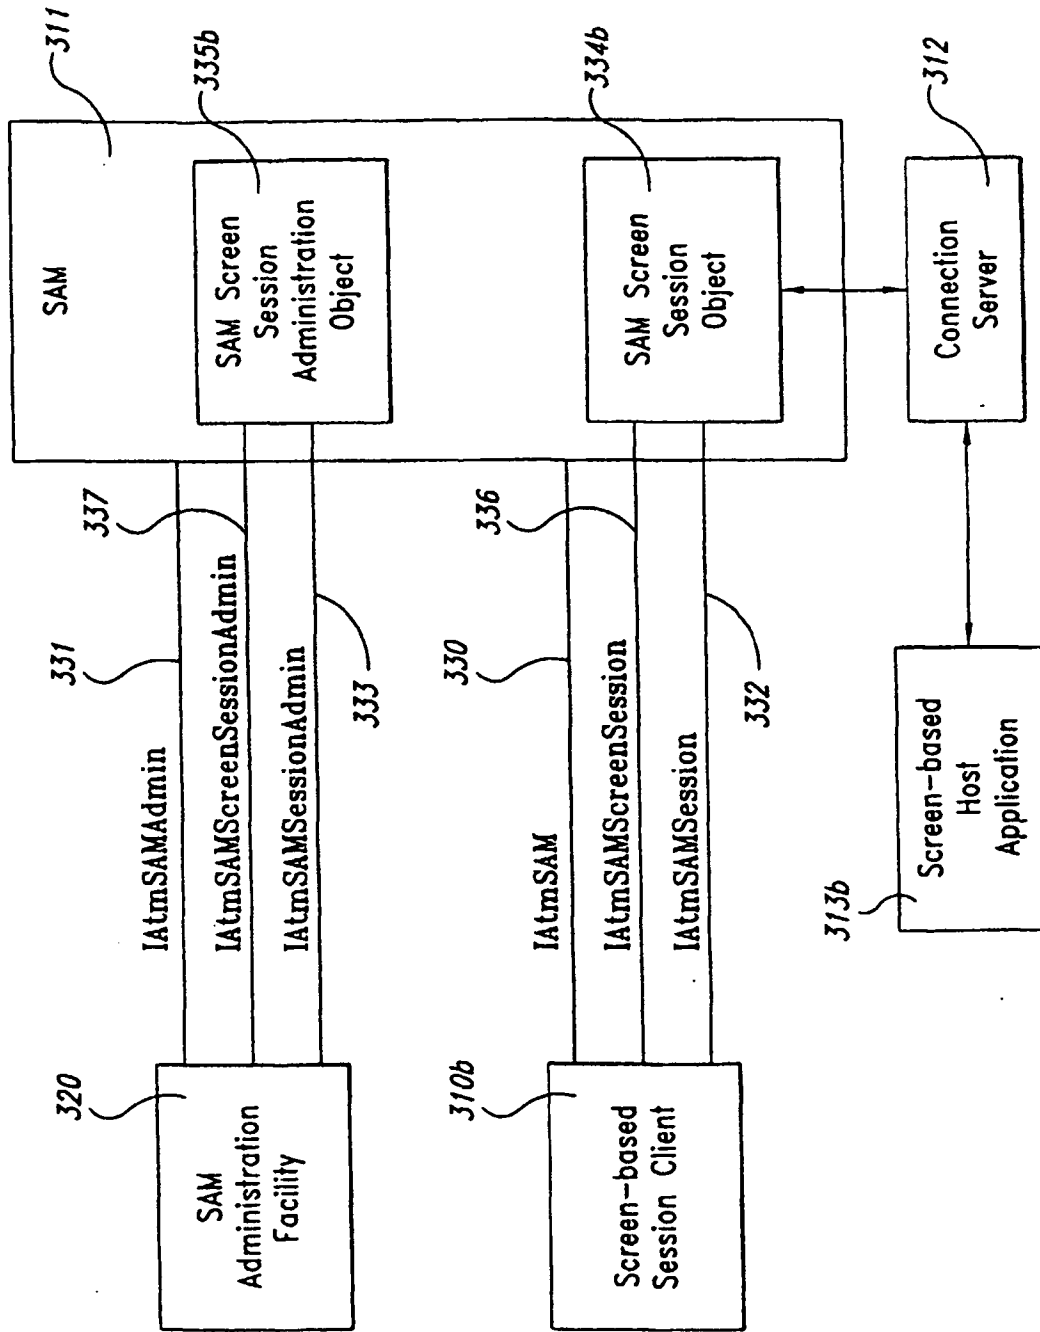 311
SAM
335b
SAM Screen
Session
Administration
Object
334b
SAM Screen
Session
Object
312
Connection
Server
331
IAtmSAMAdmin
337
IAtmSAMScreenSessionAdmin
IAtmSAMSessionAdmin
333
330
IAtmSAM
336
IAtmSAMScreenSession
IAtmSAMSession
332
313b
Screen-based
Host
Application
320
SAM
Administration
Facility
310b
Screen-based
Session Client